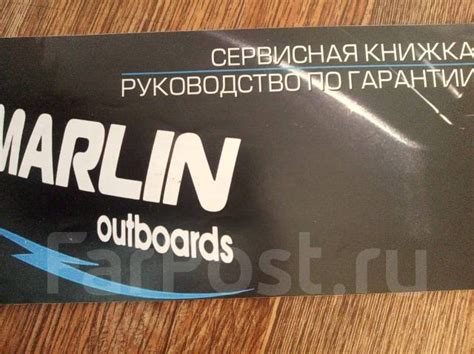 СЕРВИСНАЯ КНИЖКА
РУКОВОДСТВО ПО ГАРАНТИИ
MARLIN
outboards
FarPost.ru